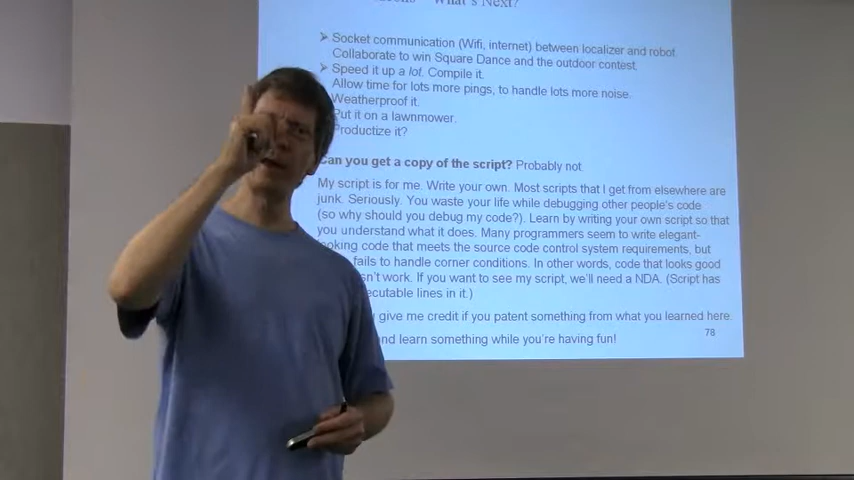 What's Next?
➢ Socket communication (Wifi, internet) between localizer and robot.
Collaborate to win Square Dance and the outdoor contest.
➢ Speed it up a lot. Compile it.
Allow time for lots more pings, to handle lots more noise.
Weatherproof it.
Put it on a lawnmower.
Productize it?
Can you get a copy of the script? Probably not.
My script is for me. Write your own. Most scripts that I get from elsewhere are
junk. Seriously. You waste your life while debugging other people's code
(so why should you debug my code?). Learn by writing your own script so that
you understand what it does. Many programmers seem to write elegant-
looking code that meets the source code control system requirements, but
fails to handle corner conditions. In other words, code that looks good
work. If you want to see my script, we'll need a NDA. (Script has
executable lines in it.)
give me credit if you patent something from what you learned here.
and learn something while you're having fun!
78